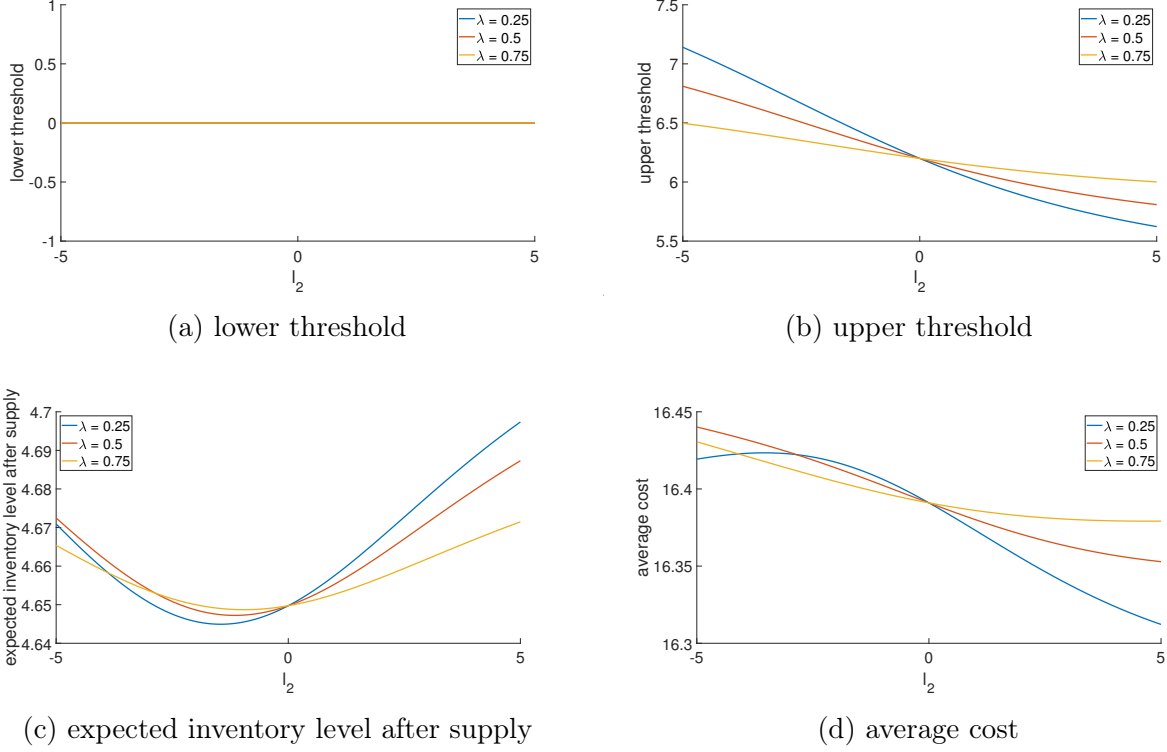 1
0.5
0
-0.5
-1
-5
0
5
lower threshold
l₂
λ = 0.25
λ = 0.5
λ = 0.75
(a) lower threshold
7.5
7
6.5
6
5.5
-5
0
5
upper threshold
l₂
λ = 0.25
λ = 0.5
λ = 0.75
(b) upper threshold
4.7
4.69
4.68
4.67
4.66
4.65
4.64
-5
0
5
expected inventory level after supply
l₂
λ = 0.25
λ = 0.5
λ = 0.75
(c) expected inventory level after supply
16.45
16.4
16.35
16.3
-5
0
5
average cost
l₂
λ = 0.25
λ = 0.5
λ = 0.75
(d) average cost